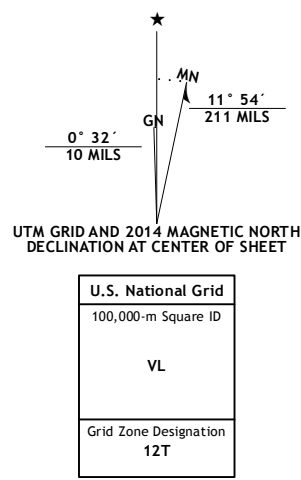 ★
MN
GN
11° 54´
211 MILS
0° 32´
10 MILS
UTM GRID AND 2014 MAGNETIC NORTH
DECLINATION AT CENTER OF SHEET
U.S. National Grid
100,000-m Square ID
VL
Grid Zone Designation
12T